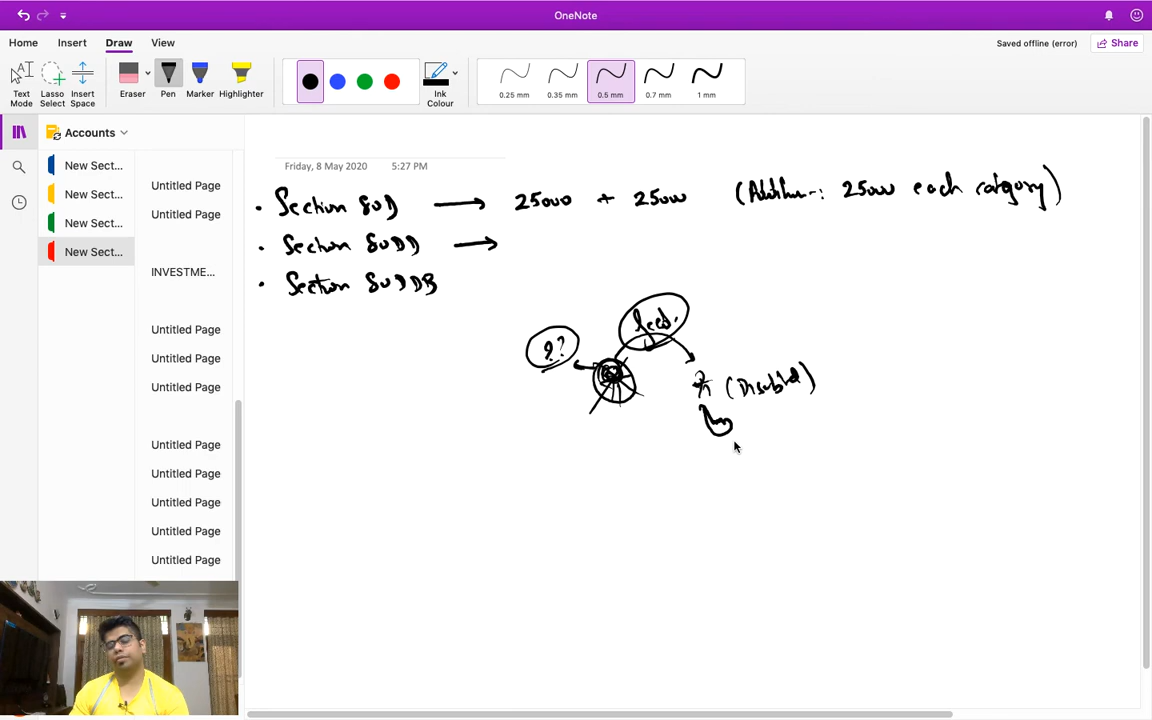 OneNote
Home Insert Draw View
Saved offline (error) Share
Text Mode
Lasso Select
Insert Space
Eraser
Pen
Marker
Highlighter
Ink Colour
0.25 mm
0.35 mm
0.5 mm
0.7 mm
1 mm
Accounts
New Sect...
New Sect...
New Sect...
New Sect...
Untitled Page
Untitled Page
INVESTME...
Untitled Page
Untitled Page
Untitled Page
Untitled Page
Untitled Page
Untitled Page
Untitled Page
Untitled Page
Friday, 8 May 2020 5:27 PM
• Section 80D → 25000 + 25000 ( : 25000 each category)
• Section 80DD →
• Section 80DDB
??
(Disabled)